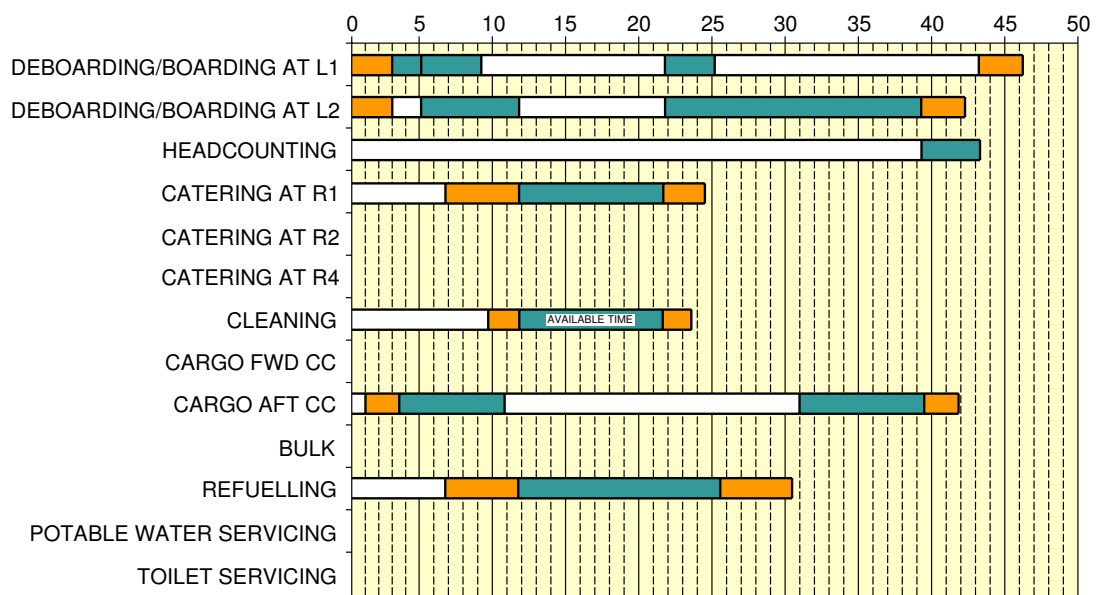 0 5 10 15 20 25 30 35 40 45 50
DEBOARDING/BOARDING AT L1
DEBOARDING/BOARDING AT L2
HEADCOUNTING
CATERING AT R1
CATERING AT R2
CATERING AT R4
CLEANING
AVAILABLE TIME
CARGO FWD CC
CARGO AFT CC
BULK
REFUELLING
POTABLE WATER SERVICING
TOILET SERVICING